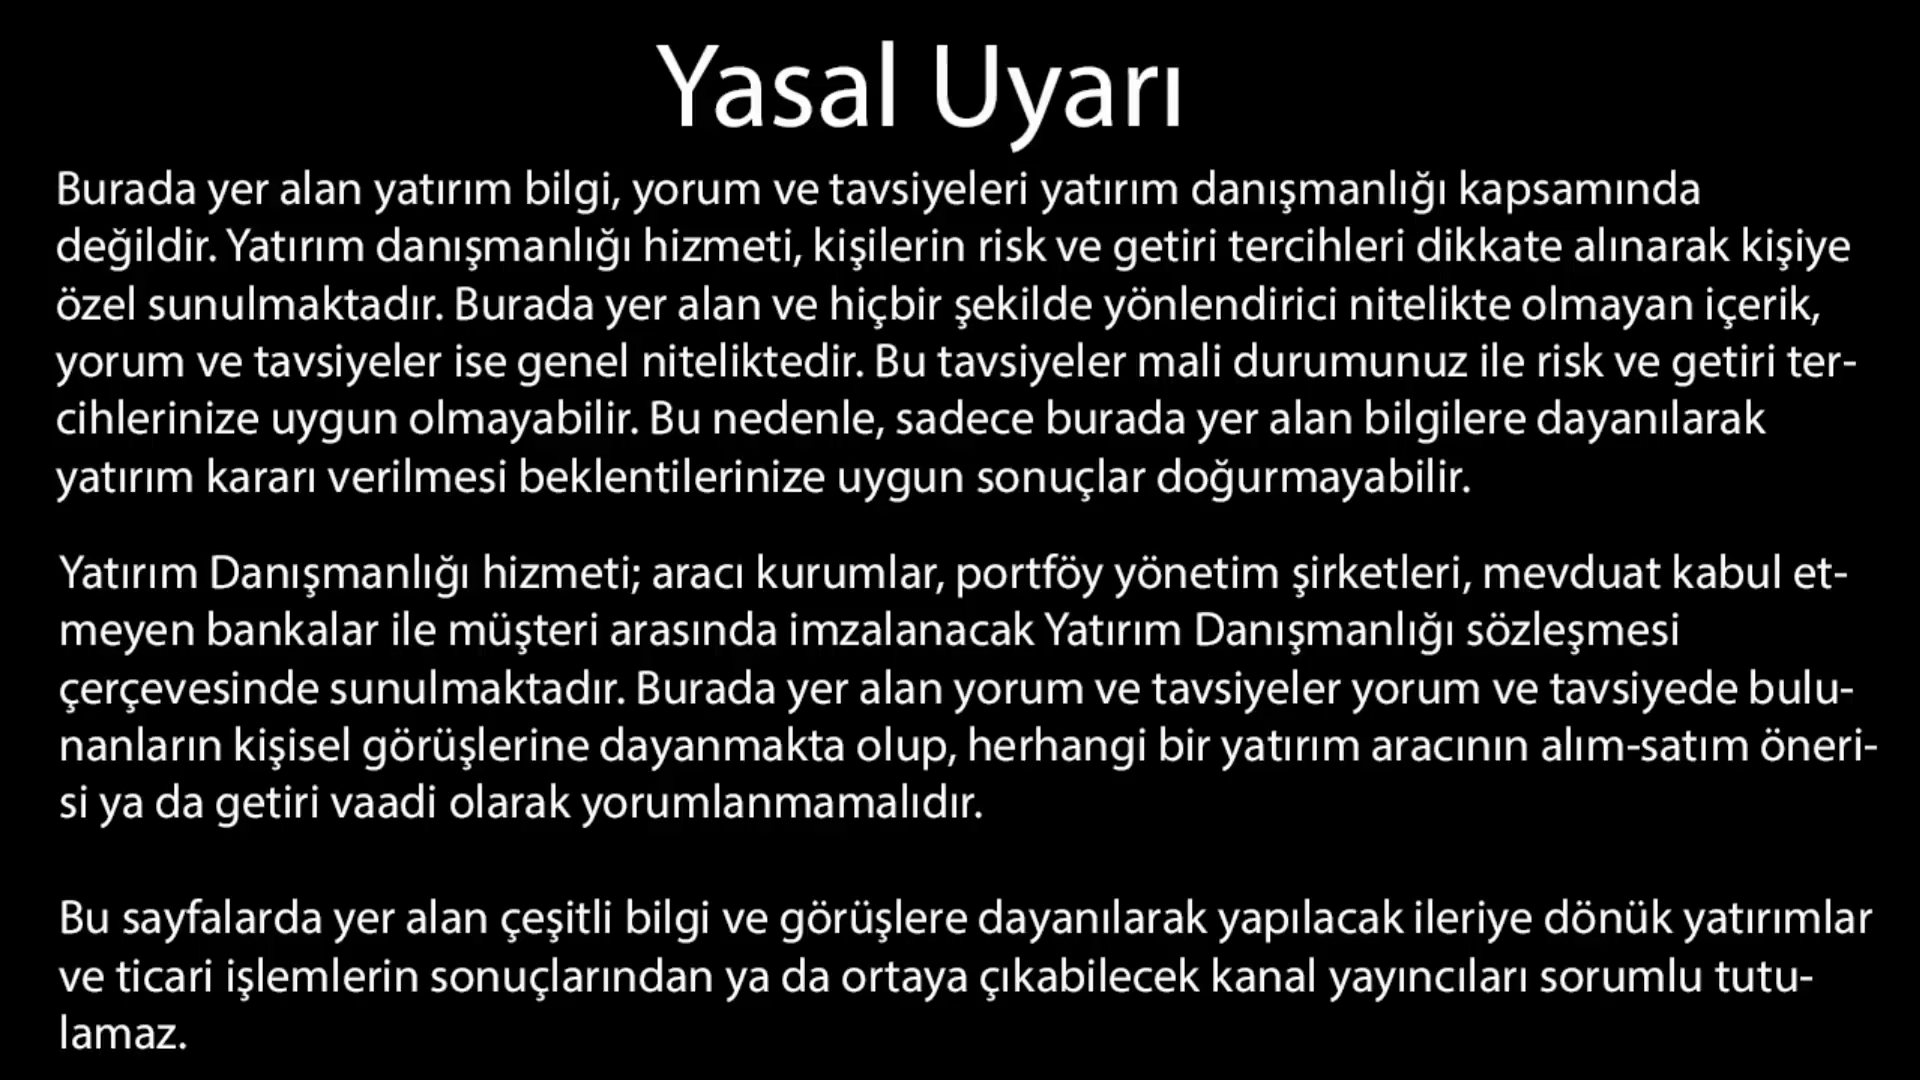 Yasal Uyarı
Burada yer alan yatırım bilgi, yorum ve tavsiyeleri yatırım danışmanlığı kapsamında
değildir. Yatırım danışmanlığı hizmeti, kişilerin risk ve getiri tercihleri dikkate alınarak kişiye
özel sunulmaktadır. Burada yer alan ve hiçbir şekilde yönlendirici nitelikte olmayan içerik,
yorum ve tavsiyeler ise genel niteliktedir. Bu tavsiyeler mali durumunuz ile risk ve getiri ter-
cihlerinize uygun olmayabilir. Bu nedenle, sadece burada yer alan bilgilere dayanılarak
yatırım kararı verilmesi beklentilerinize uygun sonuçlar doğurmayabilir.
Yatırım Danışmanlığı hizmeti; aracı kurumlar, portföy yönetim şirketleri, mevduat kabul et-
meyen bankalar ile müşteri arasında imzalanacak Yatırım Danışmanlığı sözleşmesi
çerçevesinde sunulmaktadır. Burada yer alan yorum ve tavsiyeler yorum ve tavsiyede bulu-
nanların kişisel görüşlerine dayanmakta olup, herhangi bir yatırım aracının alım-satım öneri-
si ya da getiri vaadi olarak yorumlanmamalıdır.
Bu sayfalarda yer alan çeşitli bilgi ve görüşlere dayanılarak yapılacak ileriye dönük yatırımlar
ve ticari işlemlerin sonuçlarından ya da ortaya çıkabilecek kanal yayıncıları sorumlu tutu-
lamaz.